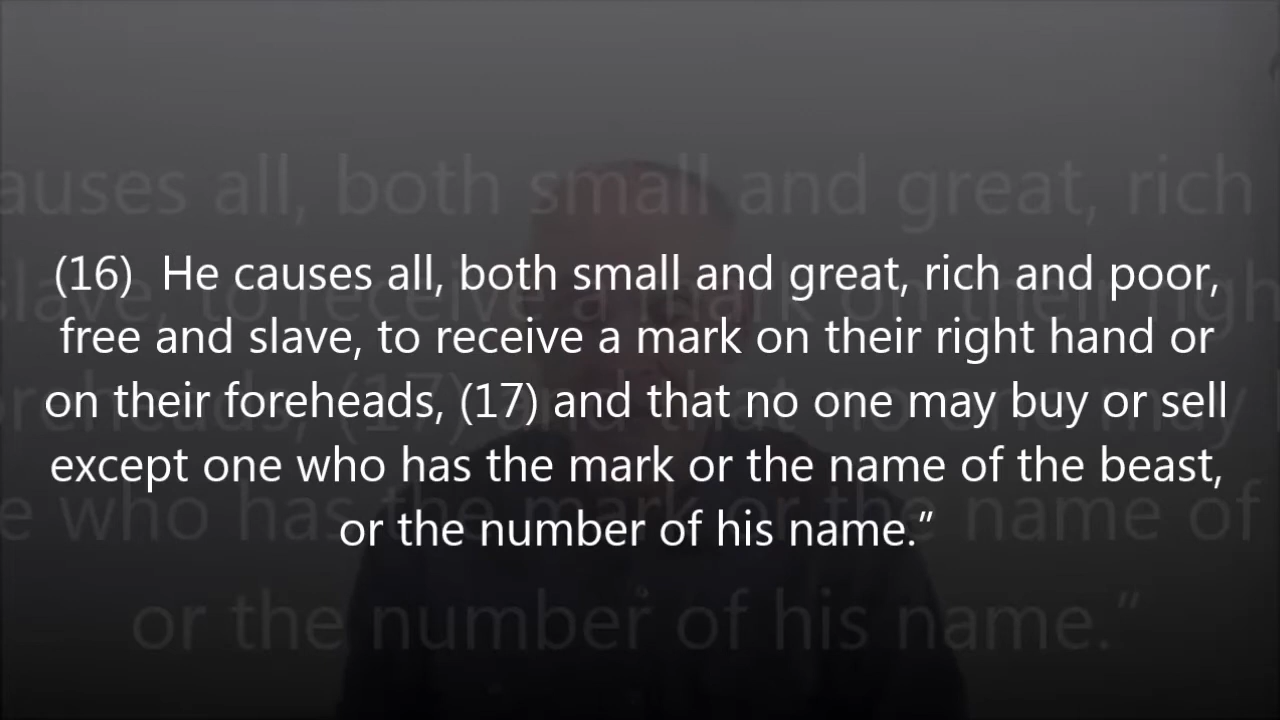 (16)  He causes all, both small and great, rich and poor,
free and slave, to receive a mark on their right hand or
on their foreheads, (17) and that no one may buy or sell
except one who has the mark or the name of the beast,
or the number of his name.”